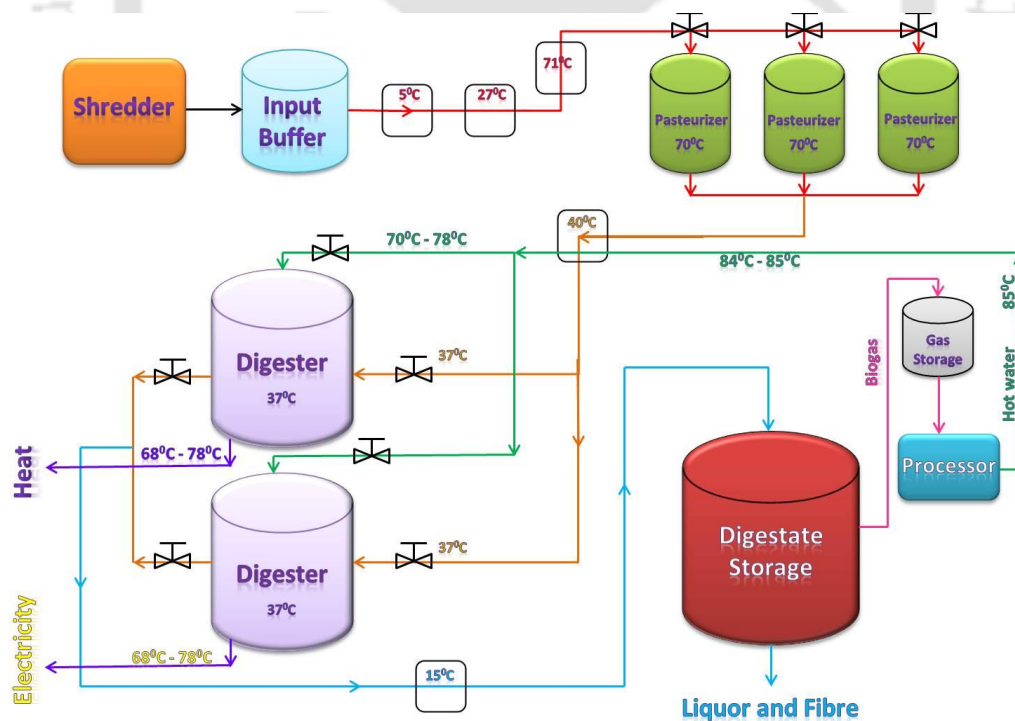 Shredder
Input
Buffer
5⁰C
27⁰C
71⁰C
Pasteurizer
70⁰C
Pasteurizer
70⁰C
Pasteurizer
70⁰C
40⁰C
70⁰C - 78⁰C
84⁰C - 85⁰C
85⁰C
Hot water
Biogas
Gas
Storage
Processor
Digester
37⁰C
37⁰C
68⁰C - 78⁰C
Heat
Digester
37⁰C
37⁰C
68⁰C - 78⁰C
Electricity
15⁰C
Digestate
Storage
Liquor and Fibre